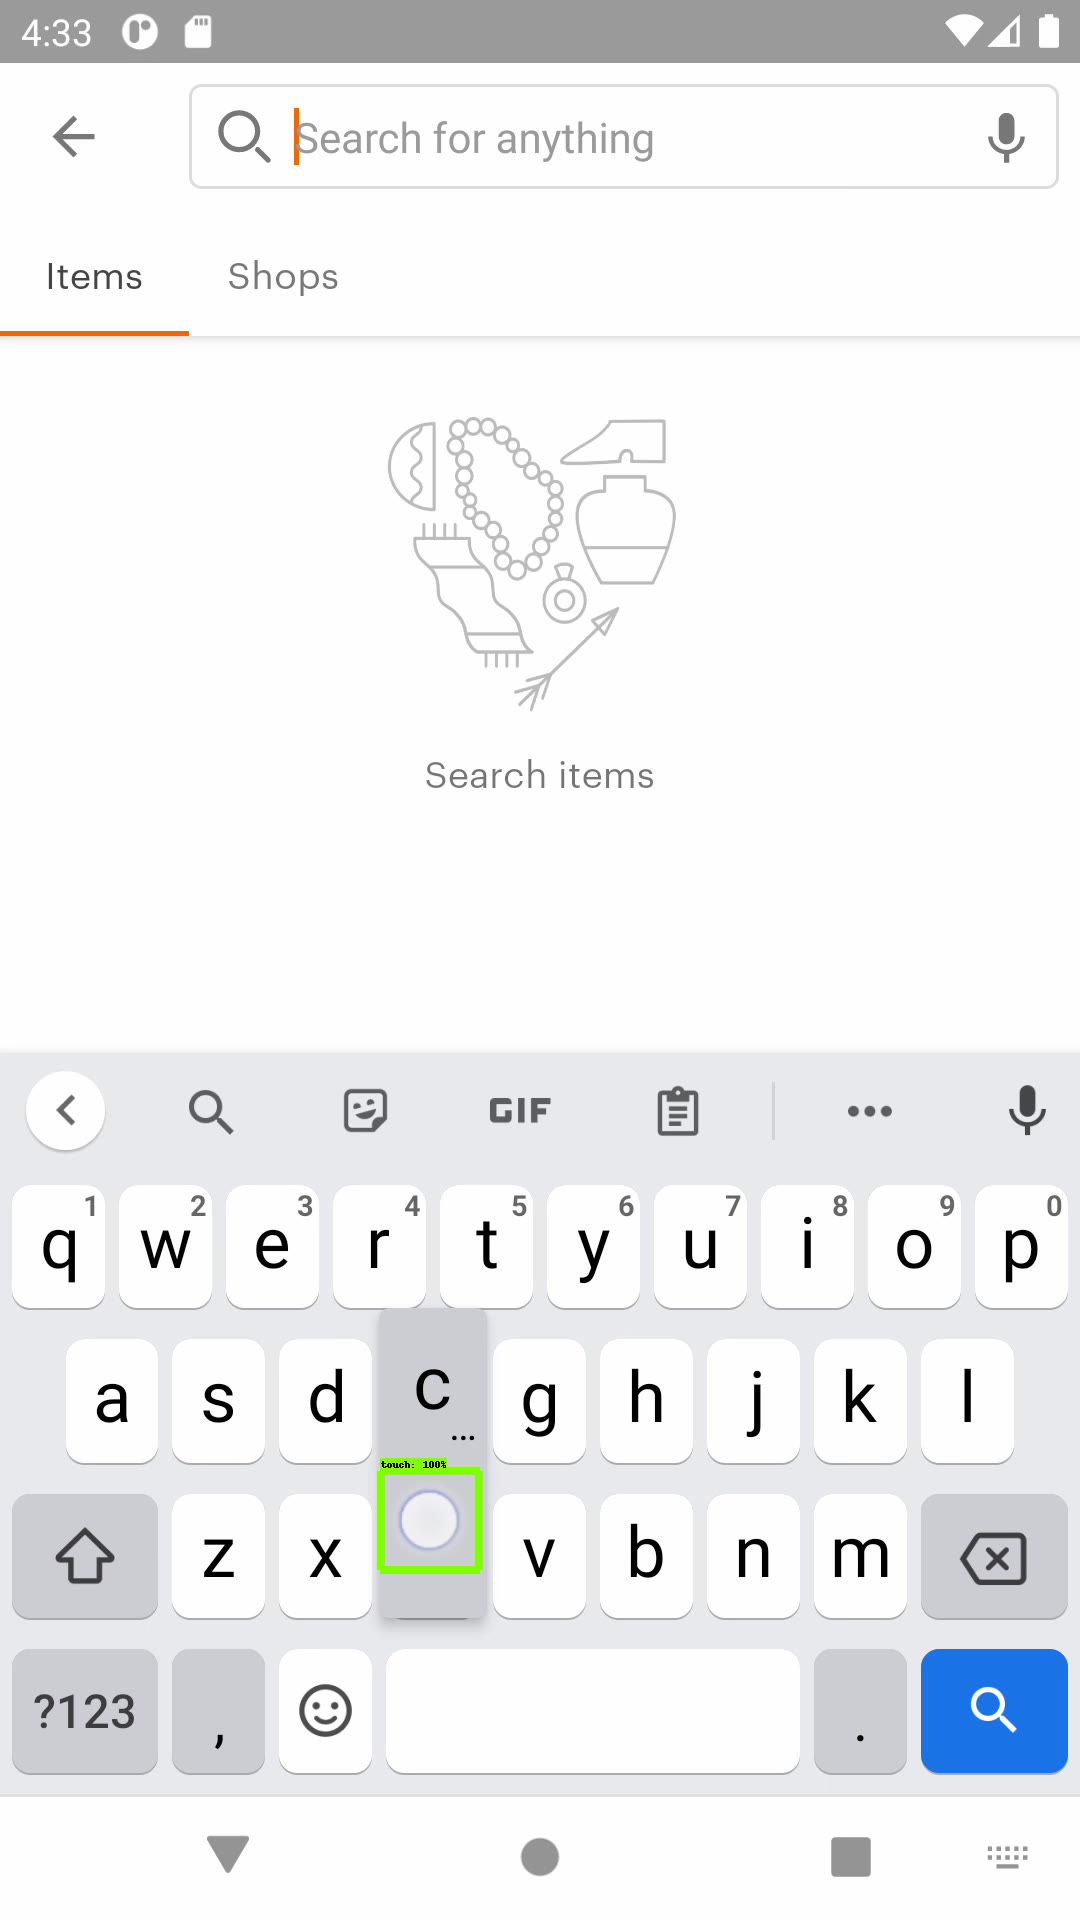 4:33
Search for anything
Items Shops
Search items
GIF
1 2 3 4 5 6 7 8 9 0
q w e r t y u i o p
a s d c g h j k l
...
touch: 100%
z x v b n m
?123 , .